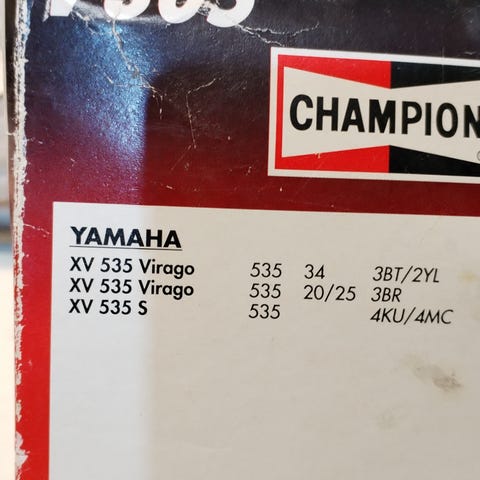 CHAMPION
YAMAHA
XV 535 Virago 535 34 3BT/2YL
XV 535 Virago 535 20/25 3BR
XV 535 S 535 4KU/4MC